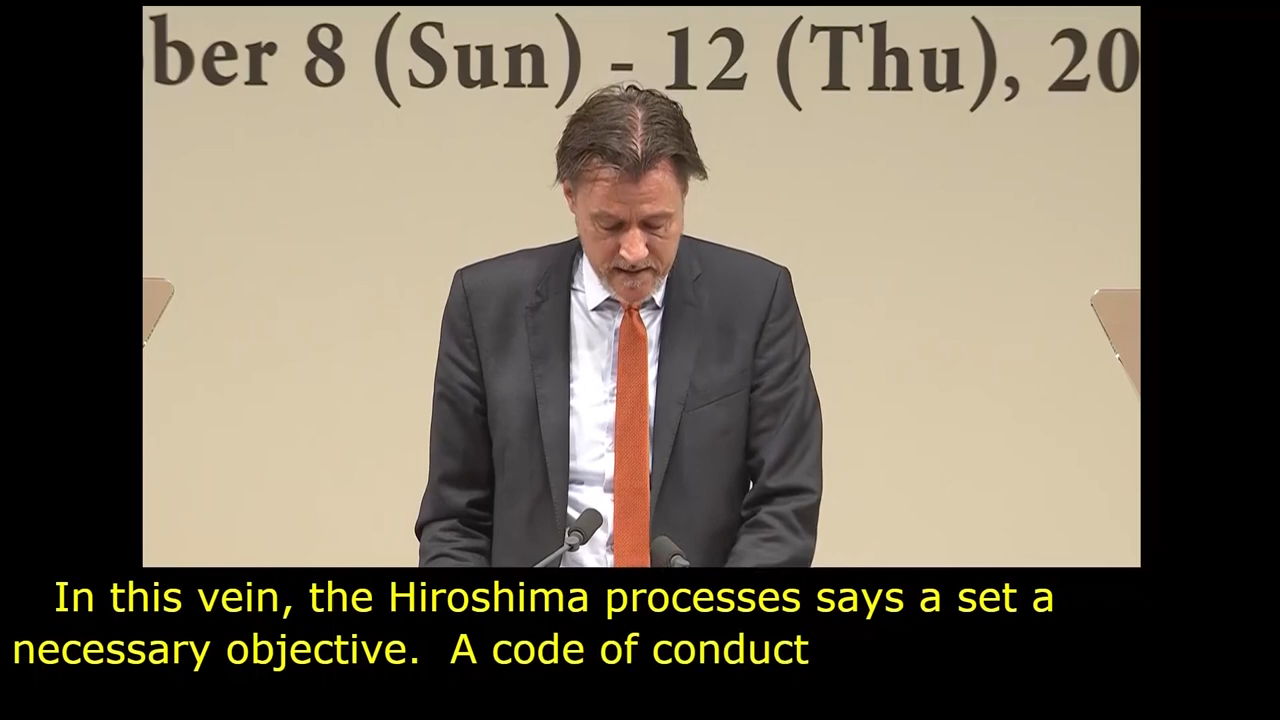 ber 8 (Sun) - 12 (Thu), 20
In this vein, the Hiroshima processes says a set a
necessary objective.  A code of conduct